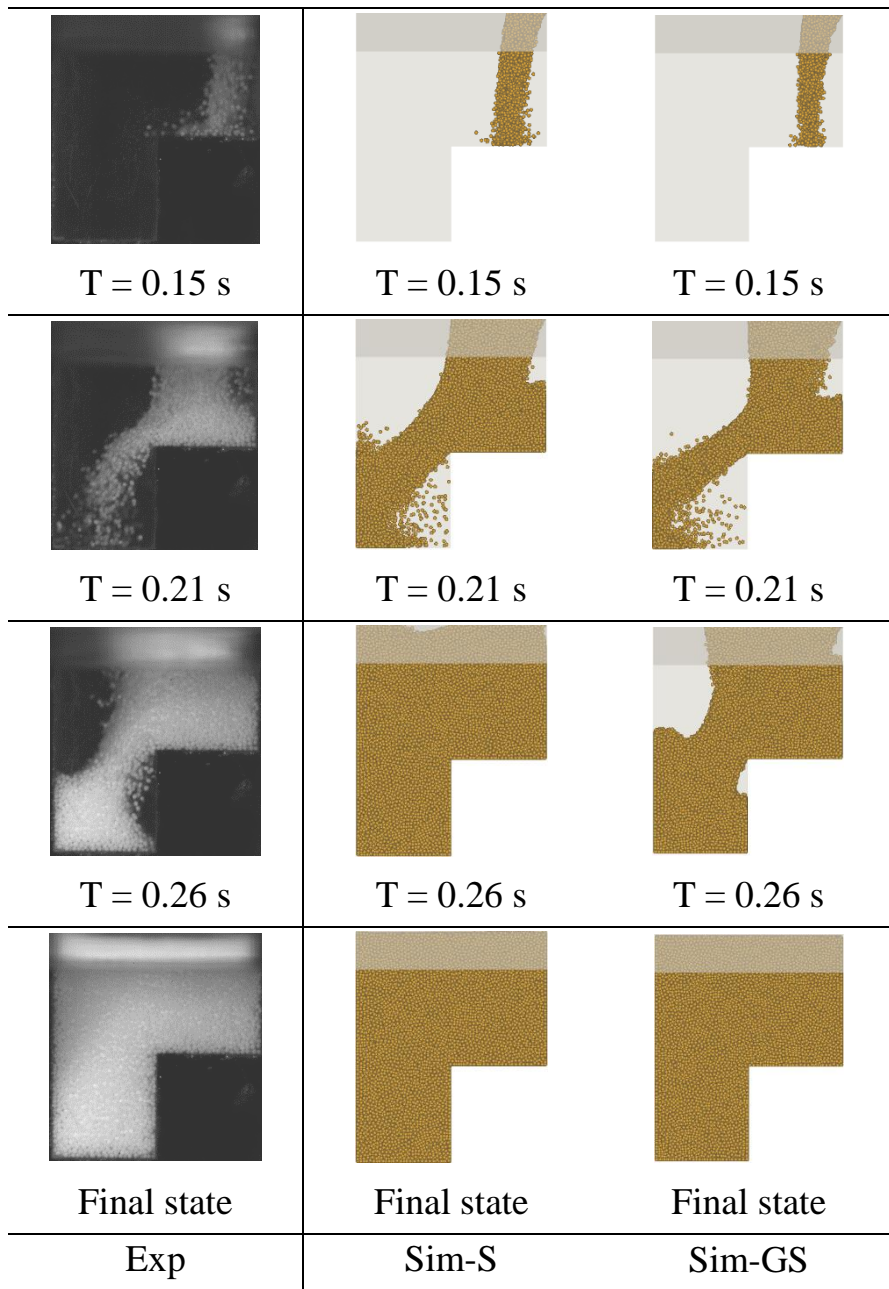 T = 0.15 s T = 0.15 s T = 0.15 s
T = 0.21 s T = 0.21 s T = 0.21 s
T = 0.26 s T = 0.26 s T = 0.26 s
Final state Final state Final state
Exp Sim-S Sim-GS